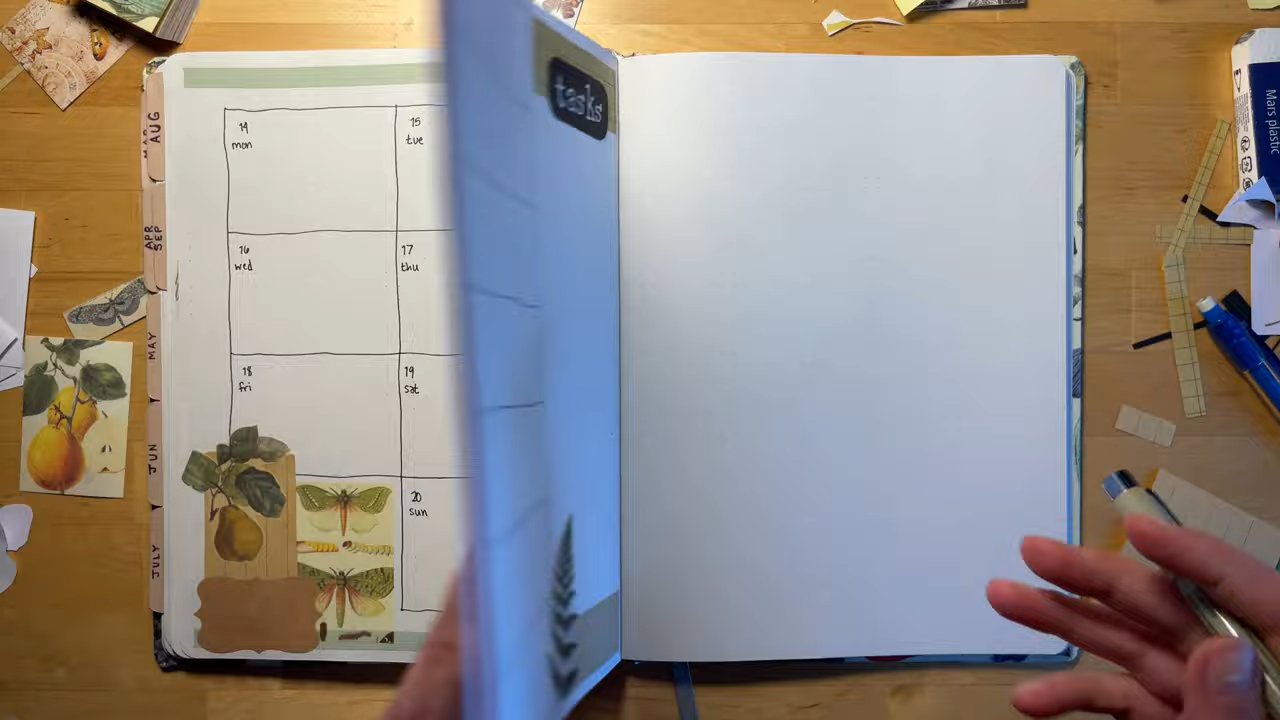 tasks
14
mon
15
tue
16
wed
17
thu
18
fri
19
sat
20
sun
AUG
APR
SEP
MAY
JUN
JULY
Mars plastic